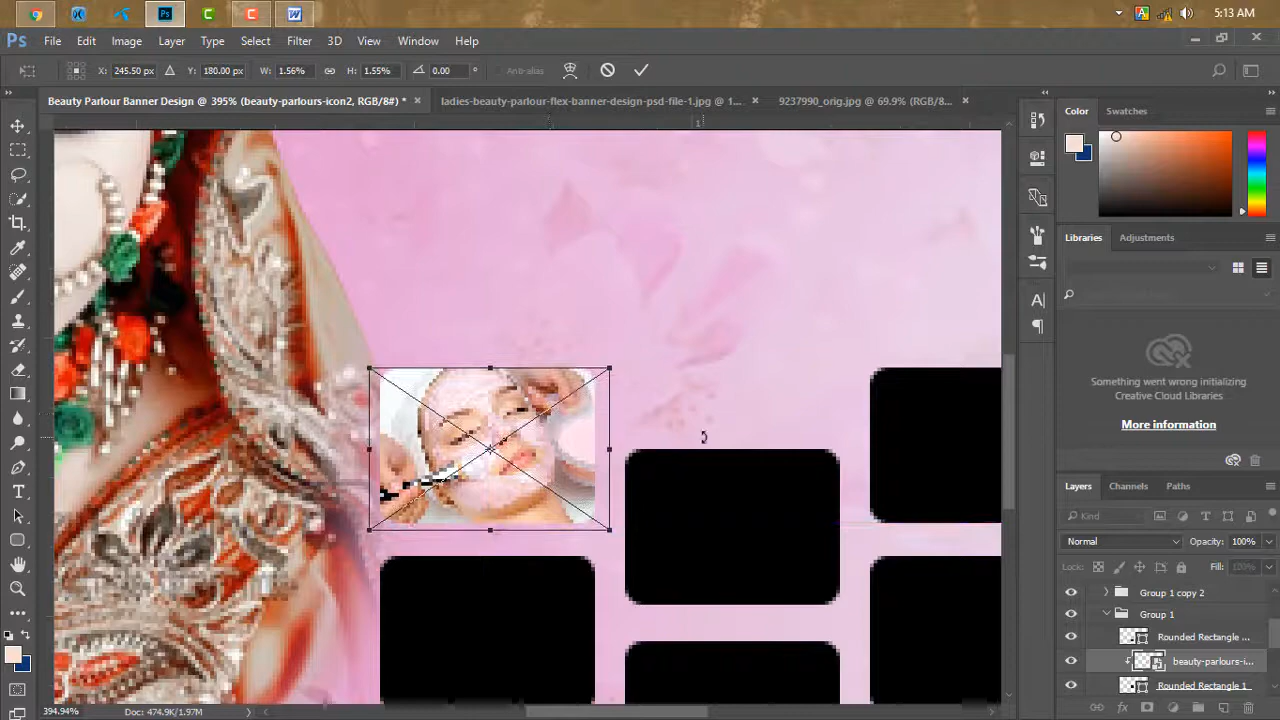 5:13 AM
Ps File Edit Image Layer Type Select Filter 3D View Window Help
X: 245.50 px Y: 180.00 px W: 1.56% H: 1.55% 0.00 ° Anti-alias
Beauty Parlour Banner Design @ 395% (beauty-parlours-icon2, RGB/8#) * ladies-beauty-parlour-flex-banner-design-psd-file-1.jpg @ 1... 9237990_orig.jpg @ 69.9% (RGB/8...
Color Swatches
Libraries Adjustments
Something went wrong initializing
Creative Cloud Libraries
More Information
Layers Channels Paths
Kind
Normal Opacity: 100%
Lock: Fill: 100%
Group 1 copy 2
Group 1
Rounded Rectangle ...
beauty-parlours-i...
Rounded Rectangle 1
394.94% Doc: 474.9K/1.97M